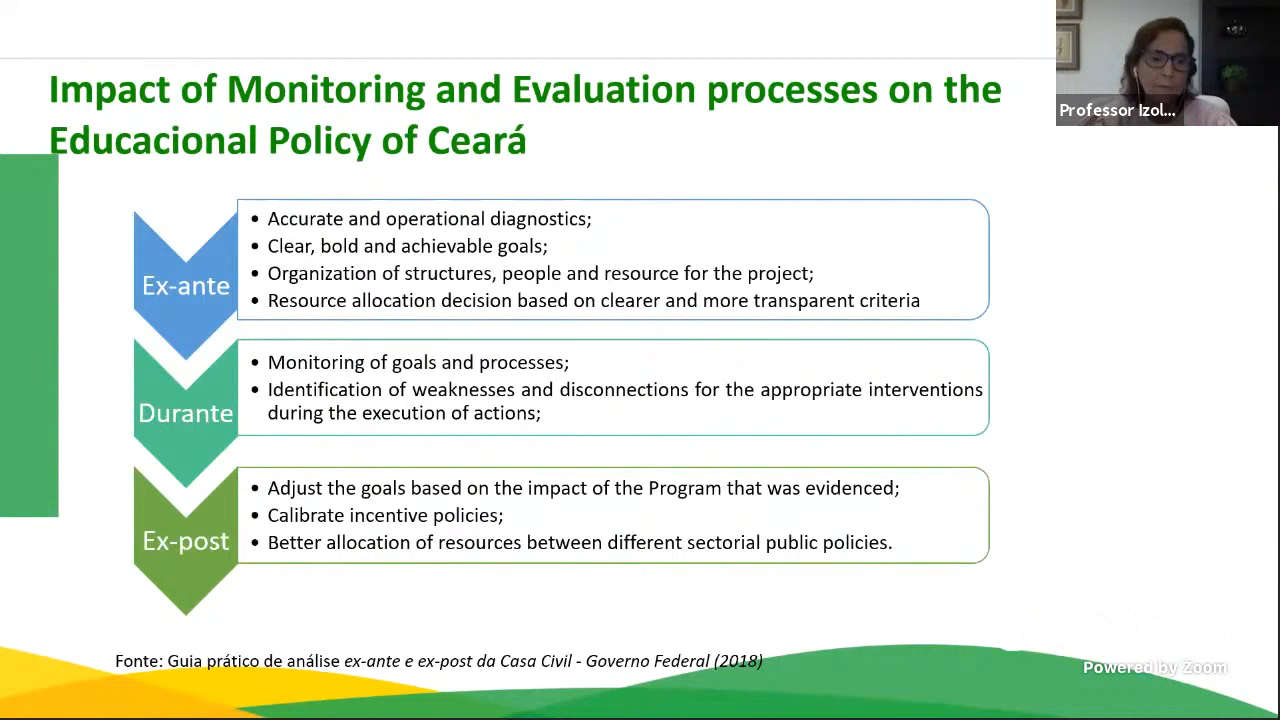 Impact of Monitoring and Evaluation processes on the
Educacional Policy of Ceará
Professor Izol...
Ex-ante
• Accurate and operational diagnostics;
• Clear, bold and achievable goals;
• Organization of structures, people and resource for the project;
• Resource allocation decision based on clearer and more transparent criteria
Durante
• Monitoring of goals and processes;
• Identification of weaknesses and disconnections for the appropriate interventions
during the execution of actions;
Ex-post
• Adjust the goals based on the impact of the Program that was evidenced;
• Calibrate incentive policies;
• Better allocation of resources between different sectorial public policies.
Fonte: Guia prático de análise ex-ante e ex-post da Casa Civil - Governo Federal (2018)
Powered by Zoom